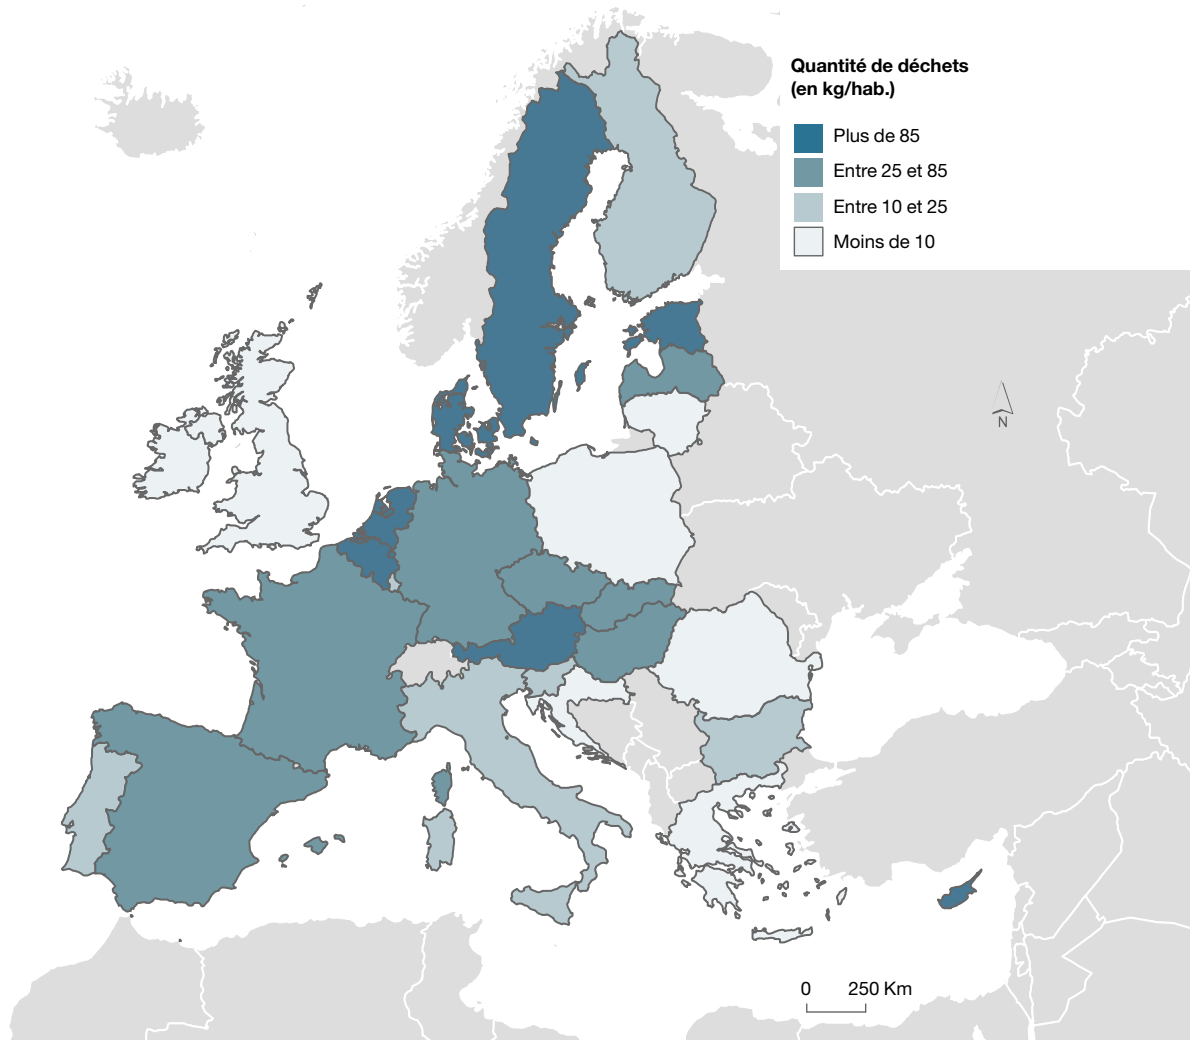 Quantité de déchets
(en kg/hab.)
Plus de 85
Entre 25 et 85
Entre 10 et 25
Moins de 10
N
0 250 Km